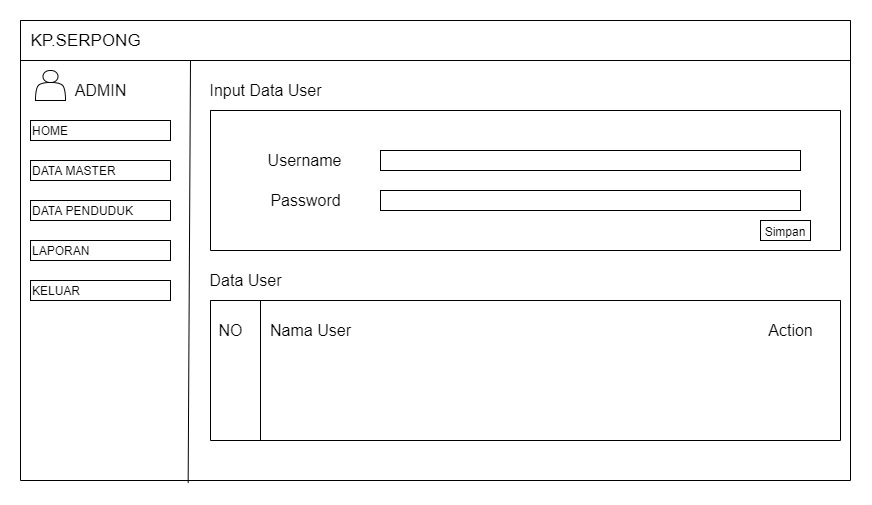 KP.SERPONG
ADMIN
HOME
DATA MASTER
DATA PENDUDUK
LAPORAN
KELUAR
Input Data User
Username
Password
Simpan
Data User
NO Nama User Action